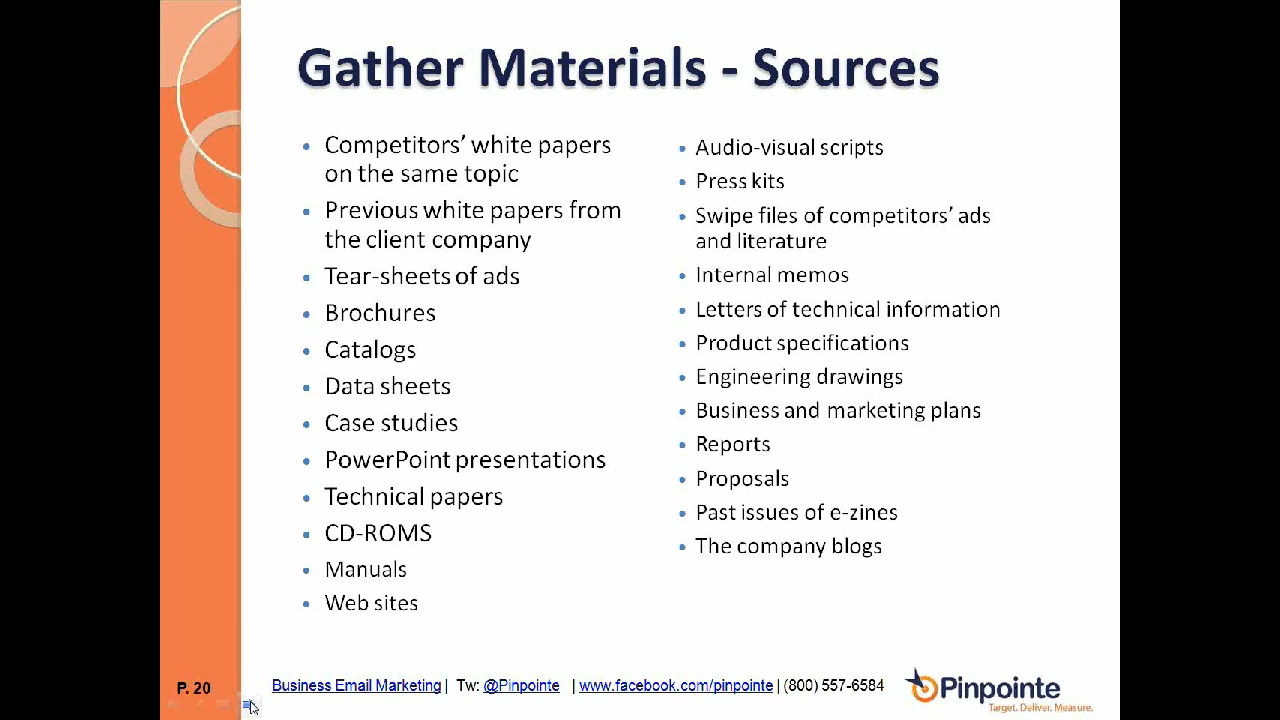 Gather Materials - Sources
• Competitors’ white papers
on the same topic
• Previous white papers from
the client company
• Tear-sheets of ads
• Brochures
• Catalogs
• Data sheets
• Case studies
• PowerPoint presentations
• Technical papers
• CD-ROMS
• Manuals
• Web sites
• Audio-visual scripts
• Press kits
• Swipe files of competitors’ ads
and literature
• Internal memos
• Letters of technical information
• Product specifications
• Engineering drawings
• Business and marketing plans
• Reports
• Proposals
• Past issues of e-zines
• The company blogs
P. 20
Business Email Marketing | Tw: @Pinpointe | www.facebook.com/pinpointe | (800) 557-6584
Pinpointe
Target. Deliver. Measure.